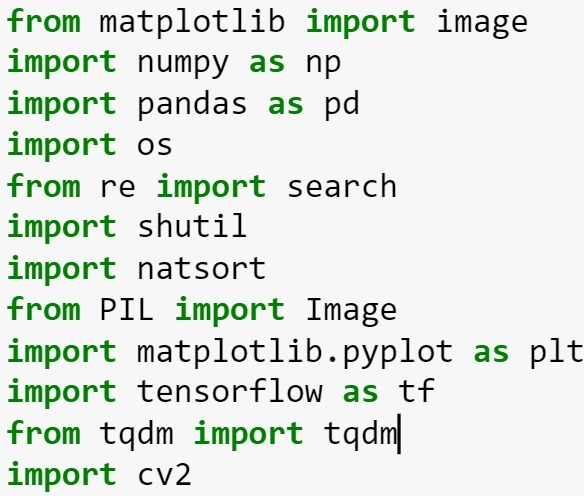 from matplotlib import image
import numpy as np
import pandas as pd
import os
from re import search
import shutil
import natsort
from PIL import Image
import matplotlib.pyplot as plt
import tensorflow as tf
from tqdm import tqdm
import cv2